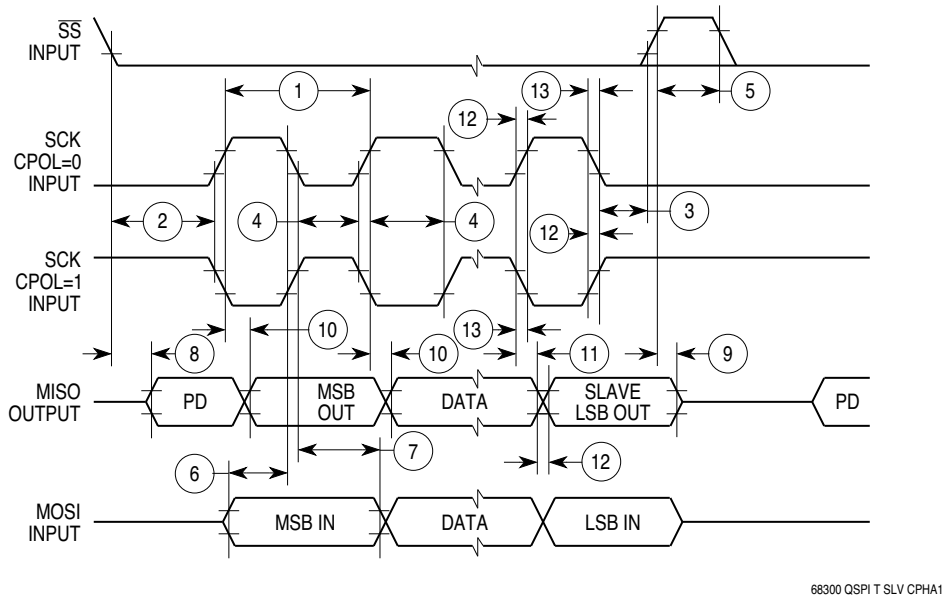 SS
INPUT
5
1
13
12
SCK
CPOL=0
INPUT
2
4
4
3
12
SCK
CPOL=1
INPUT
10
13
8
10
11
9
MISO
OUTPUT
PD
MSB
OUT
DATA
SLAVE
LSB OUT
PD
7
12
6
MOSI
INPUT
MSB IN
DATA
LSB IN
68300 QSPI T SLV CPHA1